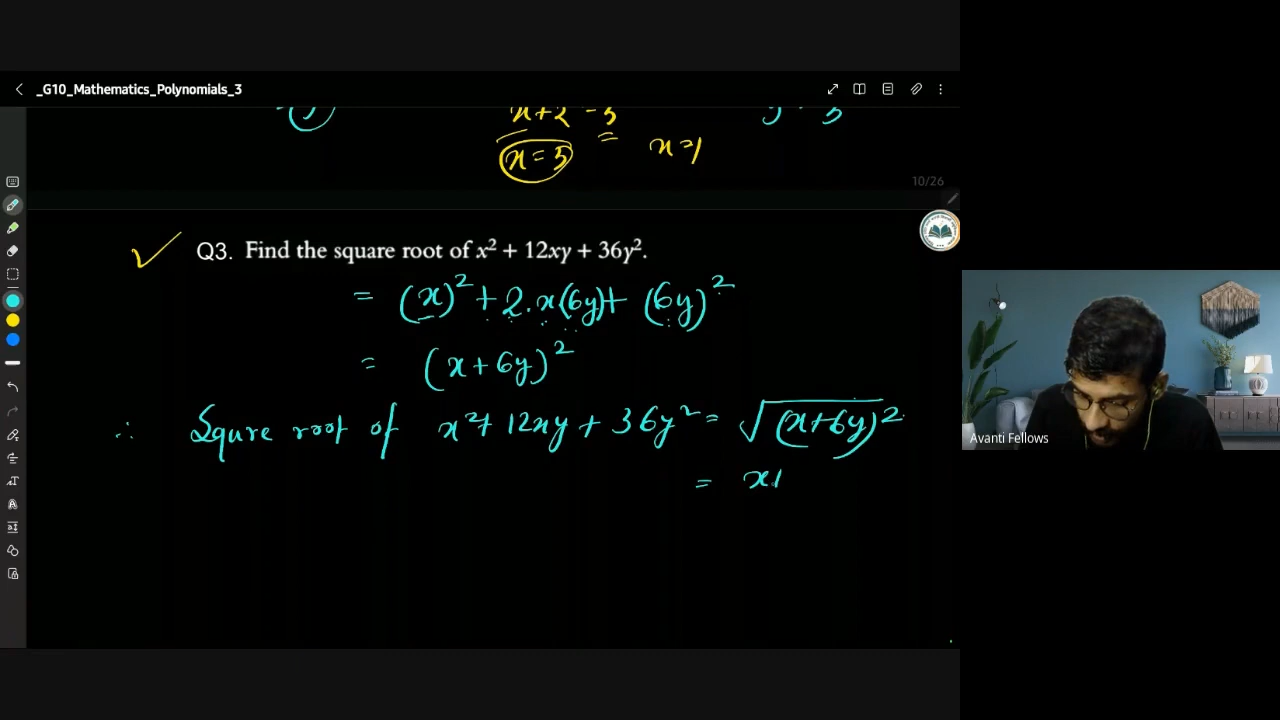 _G10_Mathematics_Polynomials_3
x = 5
x = 1
10/26
Q3. Find the square root of x² + 12xy + 36y².
= (x)² + 2.x(6y) + (6y)²
= (x + 6y)²
∴ Squre root of x² + 12xy + 36y² = √(x+6y)²
= x+
Avanti Fellows